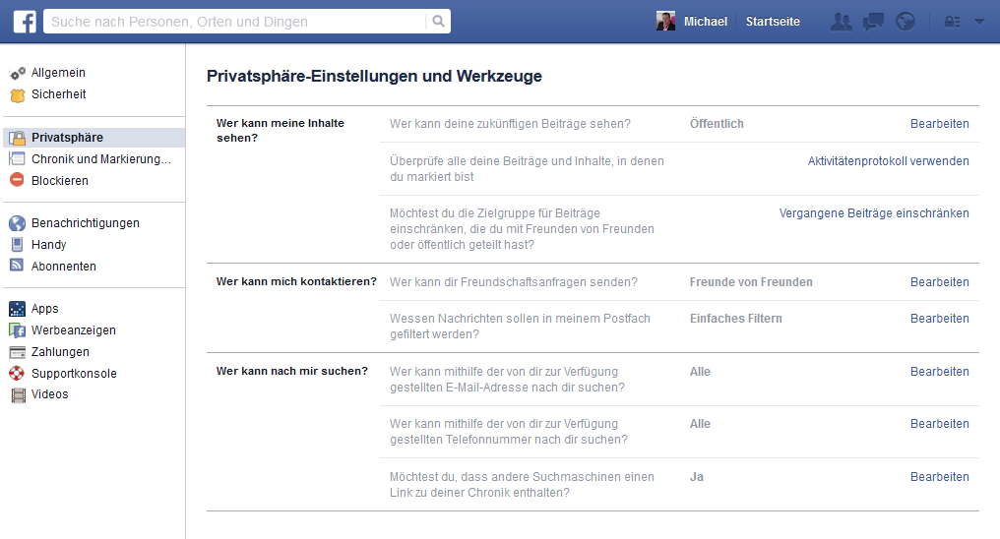 Suche nach Personen, Orten und Dingen
Michael
Startseite
Allgemein
Sicherheit
Privatsphäre
Chronik und Markierung...
Blockieren
Benachrichtigungen
Handy
Abonnenten
Apps
Werbeanzeigen
Zahlungen
Supportkonsole
Videos
Privatsphäre-Einstellungen und Werkzeuge
Wer kann meine Inhalte
sehen?
Wer kann deine zukünftigen Beiträge sehen?
Öffentlich
Bearbeiten
Überprüfe alle deine Beiträge und Inhalte, in denen
du markiert bist
Aktivitätenprotokoll verwenden
Möchtest du die Zielgruppe für Beiträge
einschränken, die du mit Freunden von Freunden
oder öffentlich geteilt hast?
Vergangene Beiträge einschränken
Wer kann mich kontaktieren?
Wer kann dir Freundschaftsanfragen senden?
Freunde von Freunden
Bearbeiten
Wessen Nachrichten sollen in meinem Postfach
gefiltert werden?
Einfaches Filtern
Bearbeiten
Wer kann nach mir suchen?
Wer kann mithilfe der von dir zur Verfügung
gestellten E-Mail-Adresse nach dir suchen?
Alle
Bearbeiten
Wer kann mithilfe der von dir zur Verfügung
gestellten Telefonnummer nach dir suchen?
Alle
Bearbeiten
Möchtest du, dass andere Suchmaschinen einen
Link zu deiner Chronik enthalten?
Ja
Bearbeiten